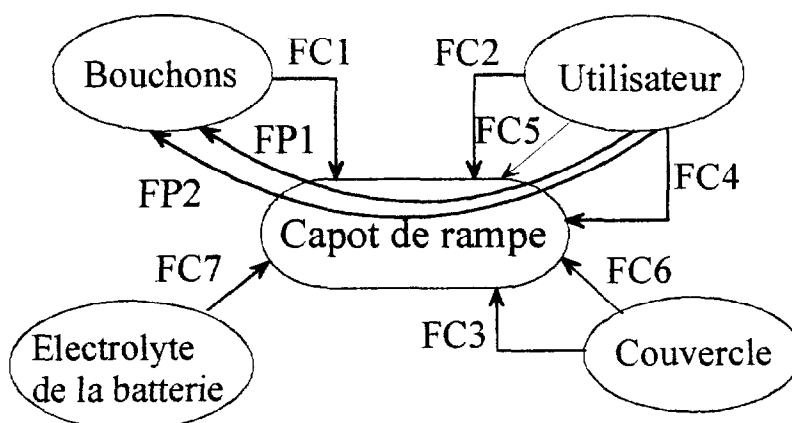 FC1
FC2
Bouchons
Utilisateur
FP1
FC5
FP2
FC4
Capot de rampe
FC7
FC6
Electrolyte
de la batterie
FC3
Couvercle